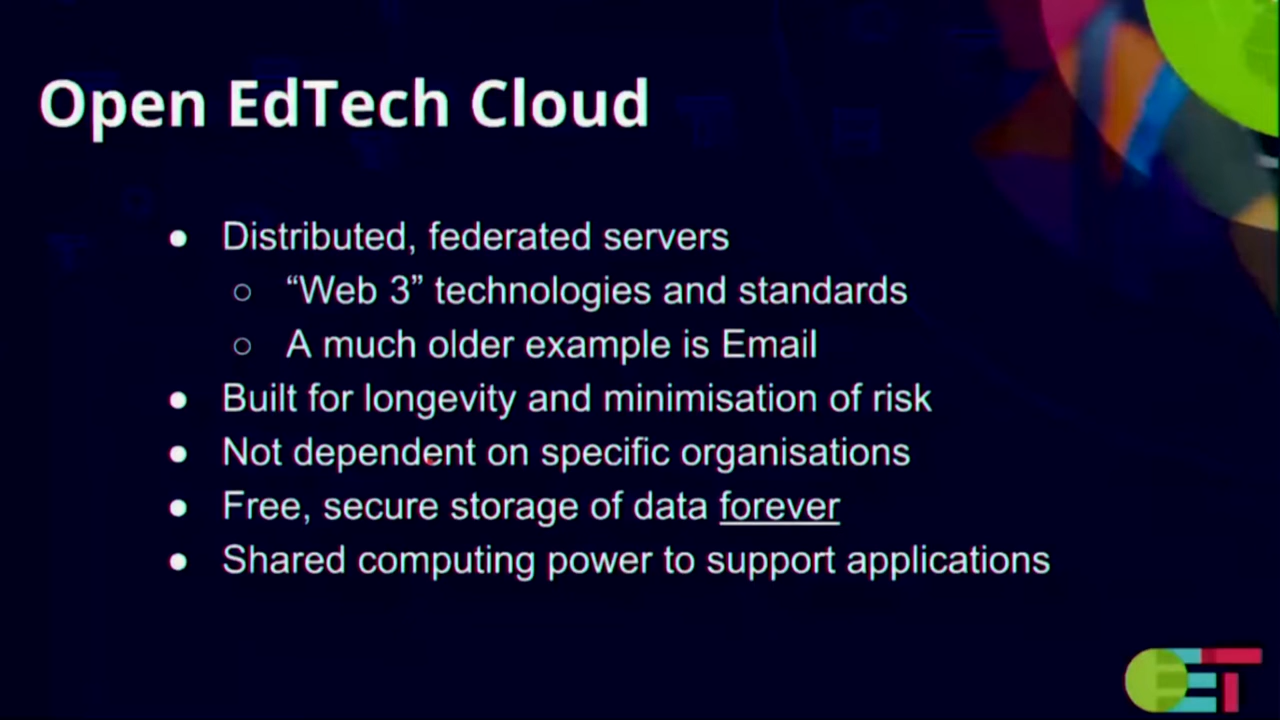 Open EdTech Cloud
● Distributed, federated servers
○ “Web 3” technologies and standards
○ A much older example is Email
● Built for longevity and minimisation of risk
● Not dependent on specific organisations
● Free, secure storage of data forever
● Shared computing power to support applications
ET